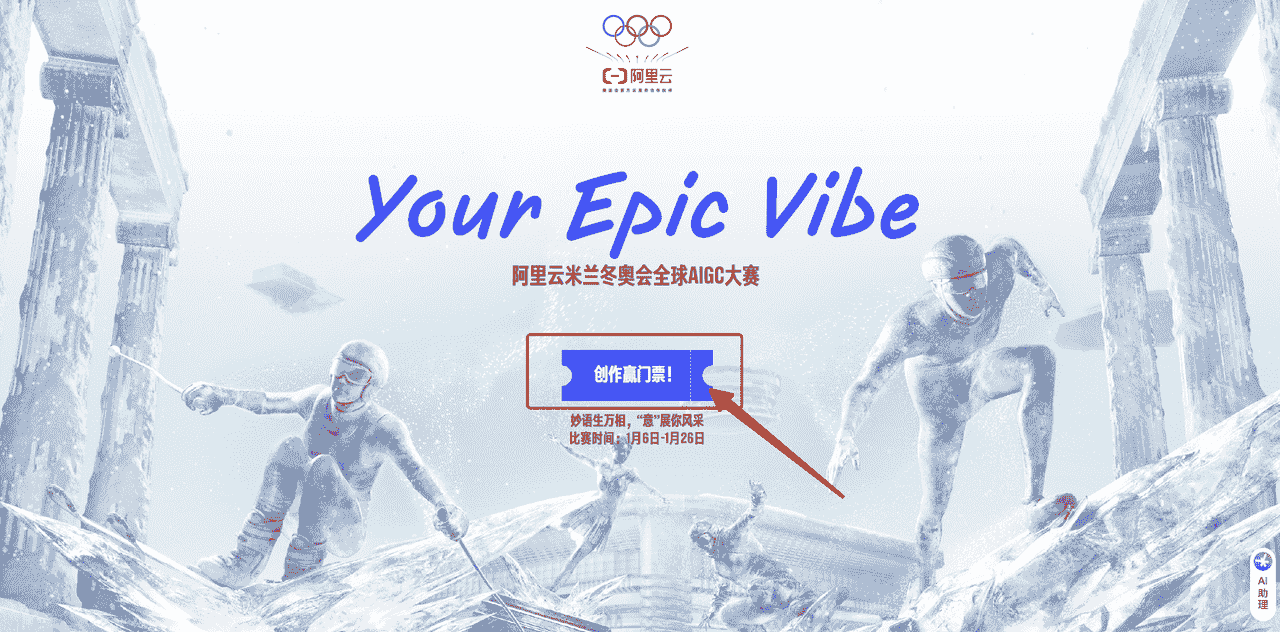 阿里云
Your Epic Vibe
阿里云米兰冬奥会全球AIGC大赛
创作赢门票！
妙语生万相，“意”展你风采
比赛时间：1月6日-1月26日
AI
助
理